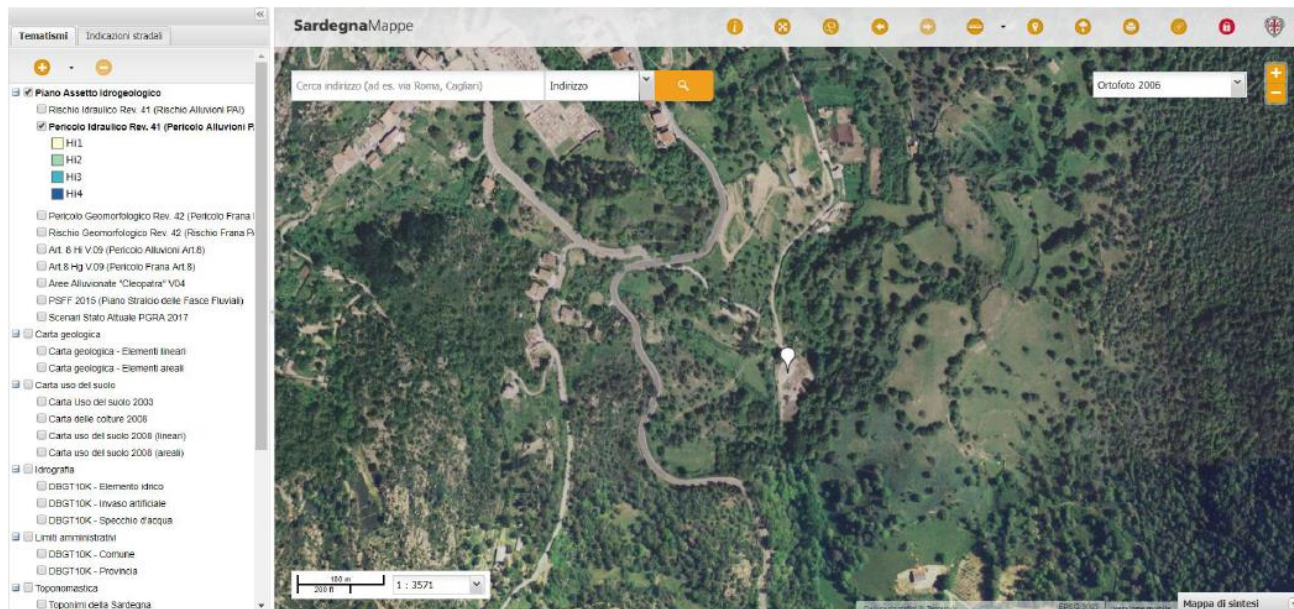 Tematismi
Indicazioni stradali
Piano Assetto Idrogeologico
Rischio Idraulico Rev. 41 (Rischio Alluvioni PAI)
Pericolo Idraulico Rev. 41 (Pericolo Alluvioni P
Hi1
Hi2
Hi3
Hi4
Pericolo Geomorfologico Rev. 42 (Pericolo Frana
Rischio Geomorfologico Rev. 42 (Rischio Frana P
Art. 8 Hi V.09 (Pericolo Alluvioni Art.8)
Art.8 Hg V.09 (Pericolo Frana Art.8)
Aree Alluvionate "Cleopatra" V04
PSFF 2015 (Piano Stralcio delle Fasce Fluviali)
Scenari Stato Attuale PGRA 2017
Carta geologica
Carta geologica - Elementi lineari
Carta geologica - Elementi areali
Carta uso del suolo
Carta Uso del suolo 2003
Carta delle colture 2006
Carta uso del suolo 2008 (lineari)
Carta uso del suolo 2008 (areali)
Idrografia
DBGT10K - Elemento idrico
DBGT10K - Invaso artificiale
DBGT10K - Specchio d'acqua
Limiti amministrativi
DBGT10K - Comune
DBGT10K - Provincia
Toponomastica
Toponimi della Sardegna
SardegnaMappe
Cerca indirizzo (ad es. via Roma, Cagliari)
Indirizzo
Ortofoto 2006
100 m
200 ft
1 : 3571
Mappa di sintesi